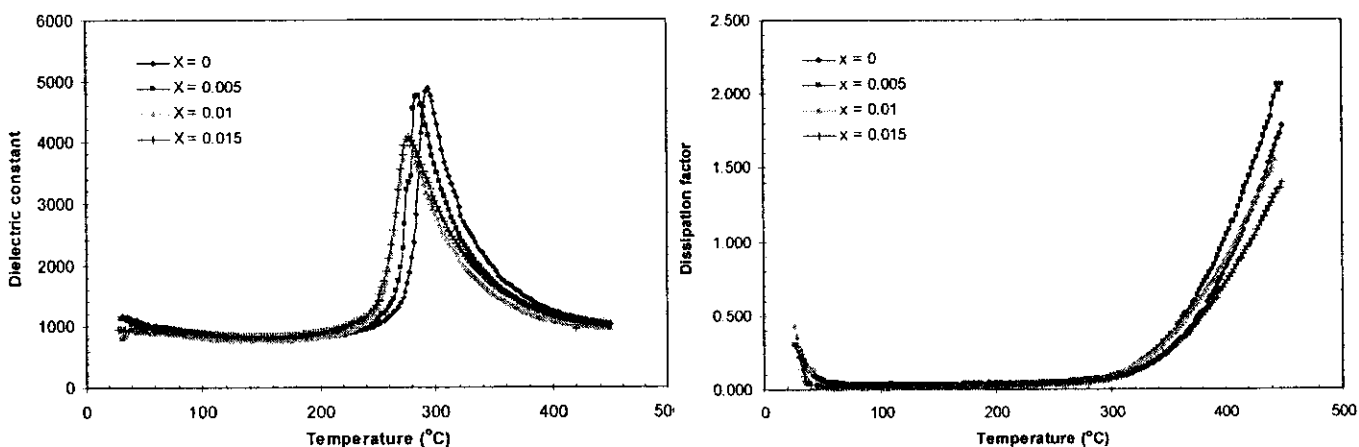 6000
5000
4000
3000
2000
1000
0
Dielectric constant
X = 0
X = 0.005
X = 0.01
X = 0.015
0 100 200 300 400 50
Temperature (°C)
2.500
2.000
1.500
1.000
0.500
0.000
Dissipation factor
x = 0
x = 0.005
x = 0.01
x = 0.015
0 100 200 300 400 500
Temperature (°C)